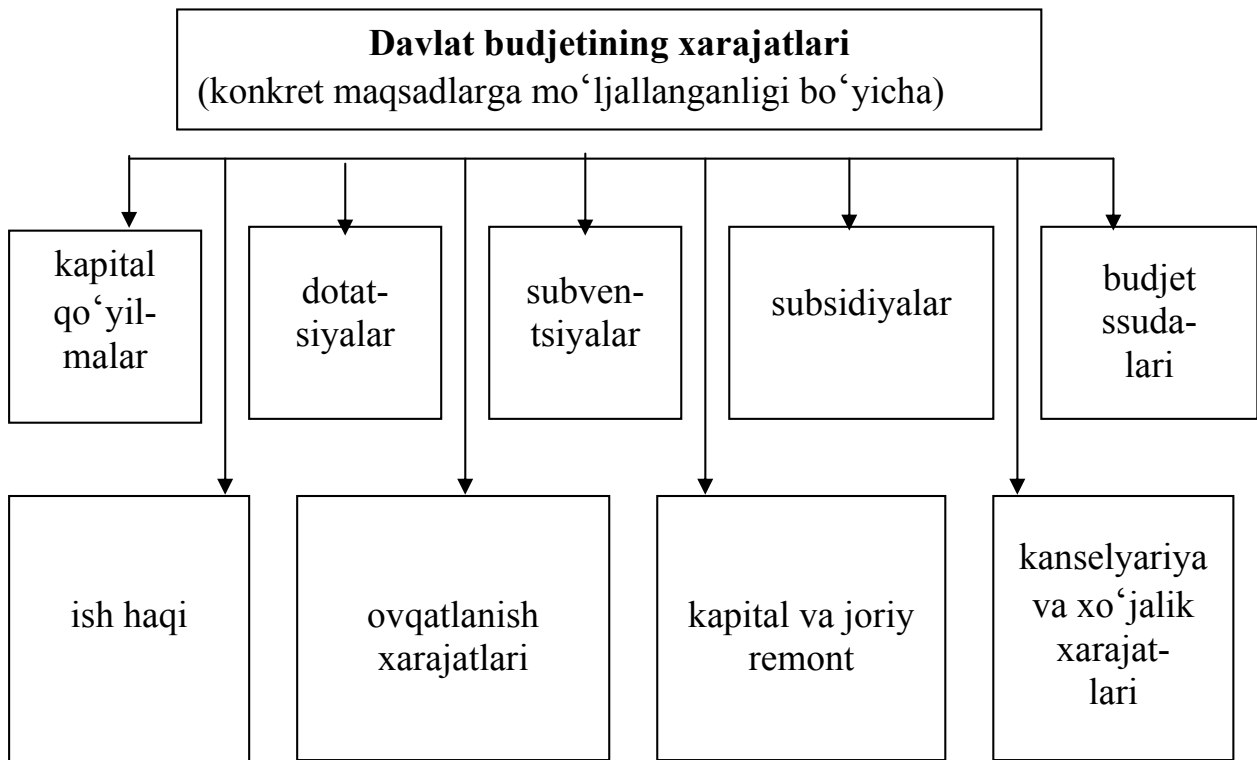 Davlat budjetining xarajatlari
(konkret maqsadlarga mo‘ljallanganligi bo‘yicha)
kapital
qo‘yil-
malar
dotat-
siyalar
subven-
tsiyalar
subsidiyalar
budjet
ssuda-
lari
ish haqi
ovqatlanish
xarajatlari
kapital va joriy
remont
kanselyariya
va xo‘jalik
xarajat-
lari